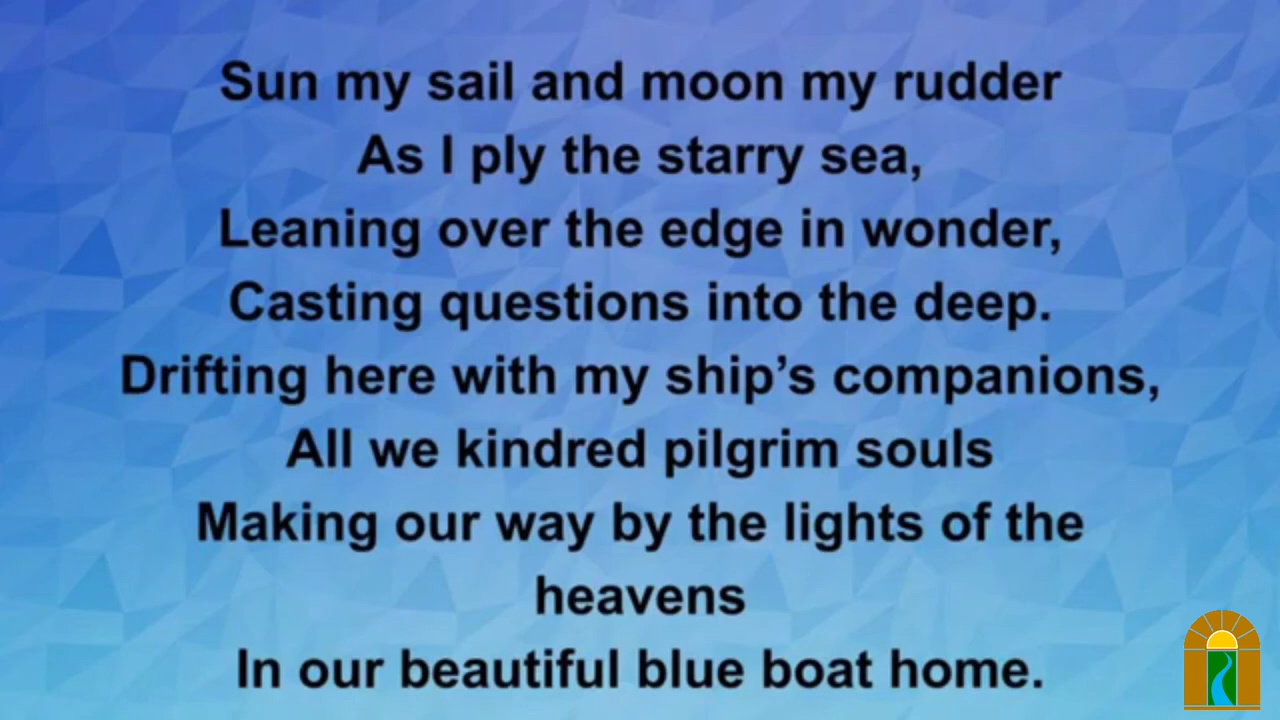 Sun my sail and moon my rudder
As I ply the starry sea,
Leaning over the edge in wonder,
Casting questions into the deep.
Drifting here with my ship’s companions,
All we kindred pilgrim souls
Making our way by the lights of the
heavens
In our beautiful blue boat home.